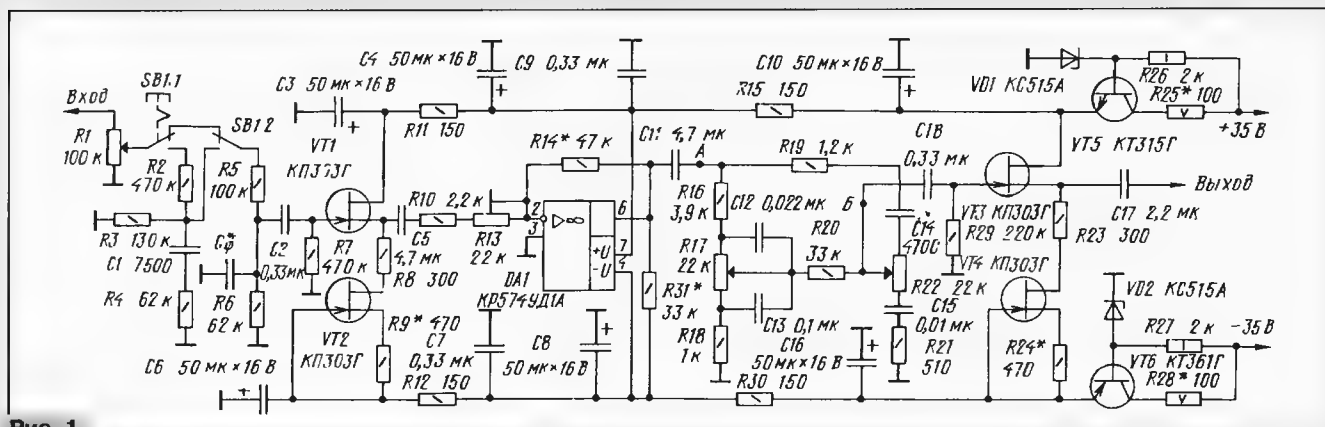 C4 50 мк × 16 В
C9 0,33 мк
C10 50 мк × 16 В
SB1.1
C3 50 мк × 16 В
Вход
R1
100 к
R2
470 к
SB1 2
R5
100 к
VT1
КП303Г
R11 150
R14* 47 к
C11 4,7 мк
A
R15 150
R19 1,2 к
VD1 КС515А
R26 2 к
R25* 100
+35 В
VT5 КТ315Г
C18
0,33 мк
Выход
R3 130 к
C1 7500
R4 62 к
Cφ*
R6
62 к
C2
0,33 мк
R7
470 к
R10 2,2 к
C5
4,7 мк
R8 300
R13
22 к
2
3
▷∞
+U
-U
6
7
4
DA1
КР574УД1А
R31*
33 к
R16
3,9 к
C12 0,022 мк
R17
22 к
R18
1 к
C13 0,1 мк
R20
33 к
Б
C14*
4700
R22 22 к
C15
0,01 мк
R21
510
VT3 КП303Г
R29 220 к
VT4 КП303Г
R23 300
C17 2,2 мк
R24*
470
VD2 КС515А
R27 2 к
-35 В
VT6 КТ361Г
R28* 100
C6 50 мк × 16 В
VT2
КП303Г
R9* 470
C7
0,33 мк
R12 150
C8
50 мк × 16 В
C16
50 мк × 16 В
R30 150
Рис. 1